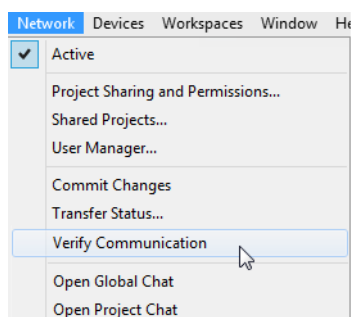 Network Devices Workspaces Window He
Active
Project Sharing and Permissions...
Shared Projects...
User Manager...
Commit Changes
Transfer Status...
Verify Communication
Open Global Chat
Open Project Chat